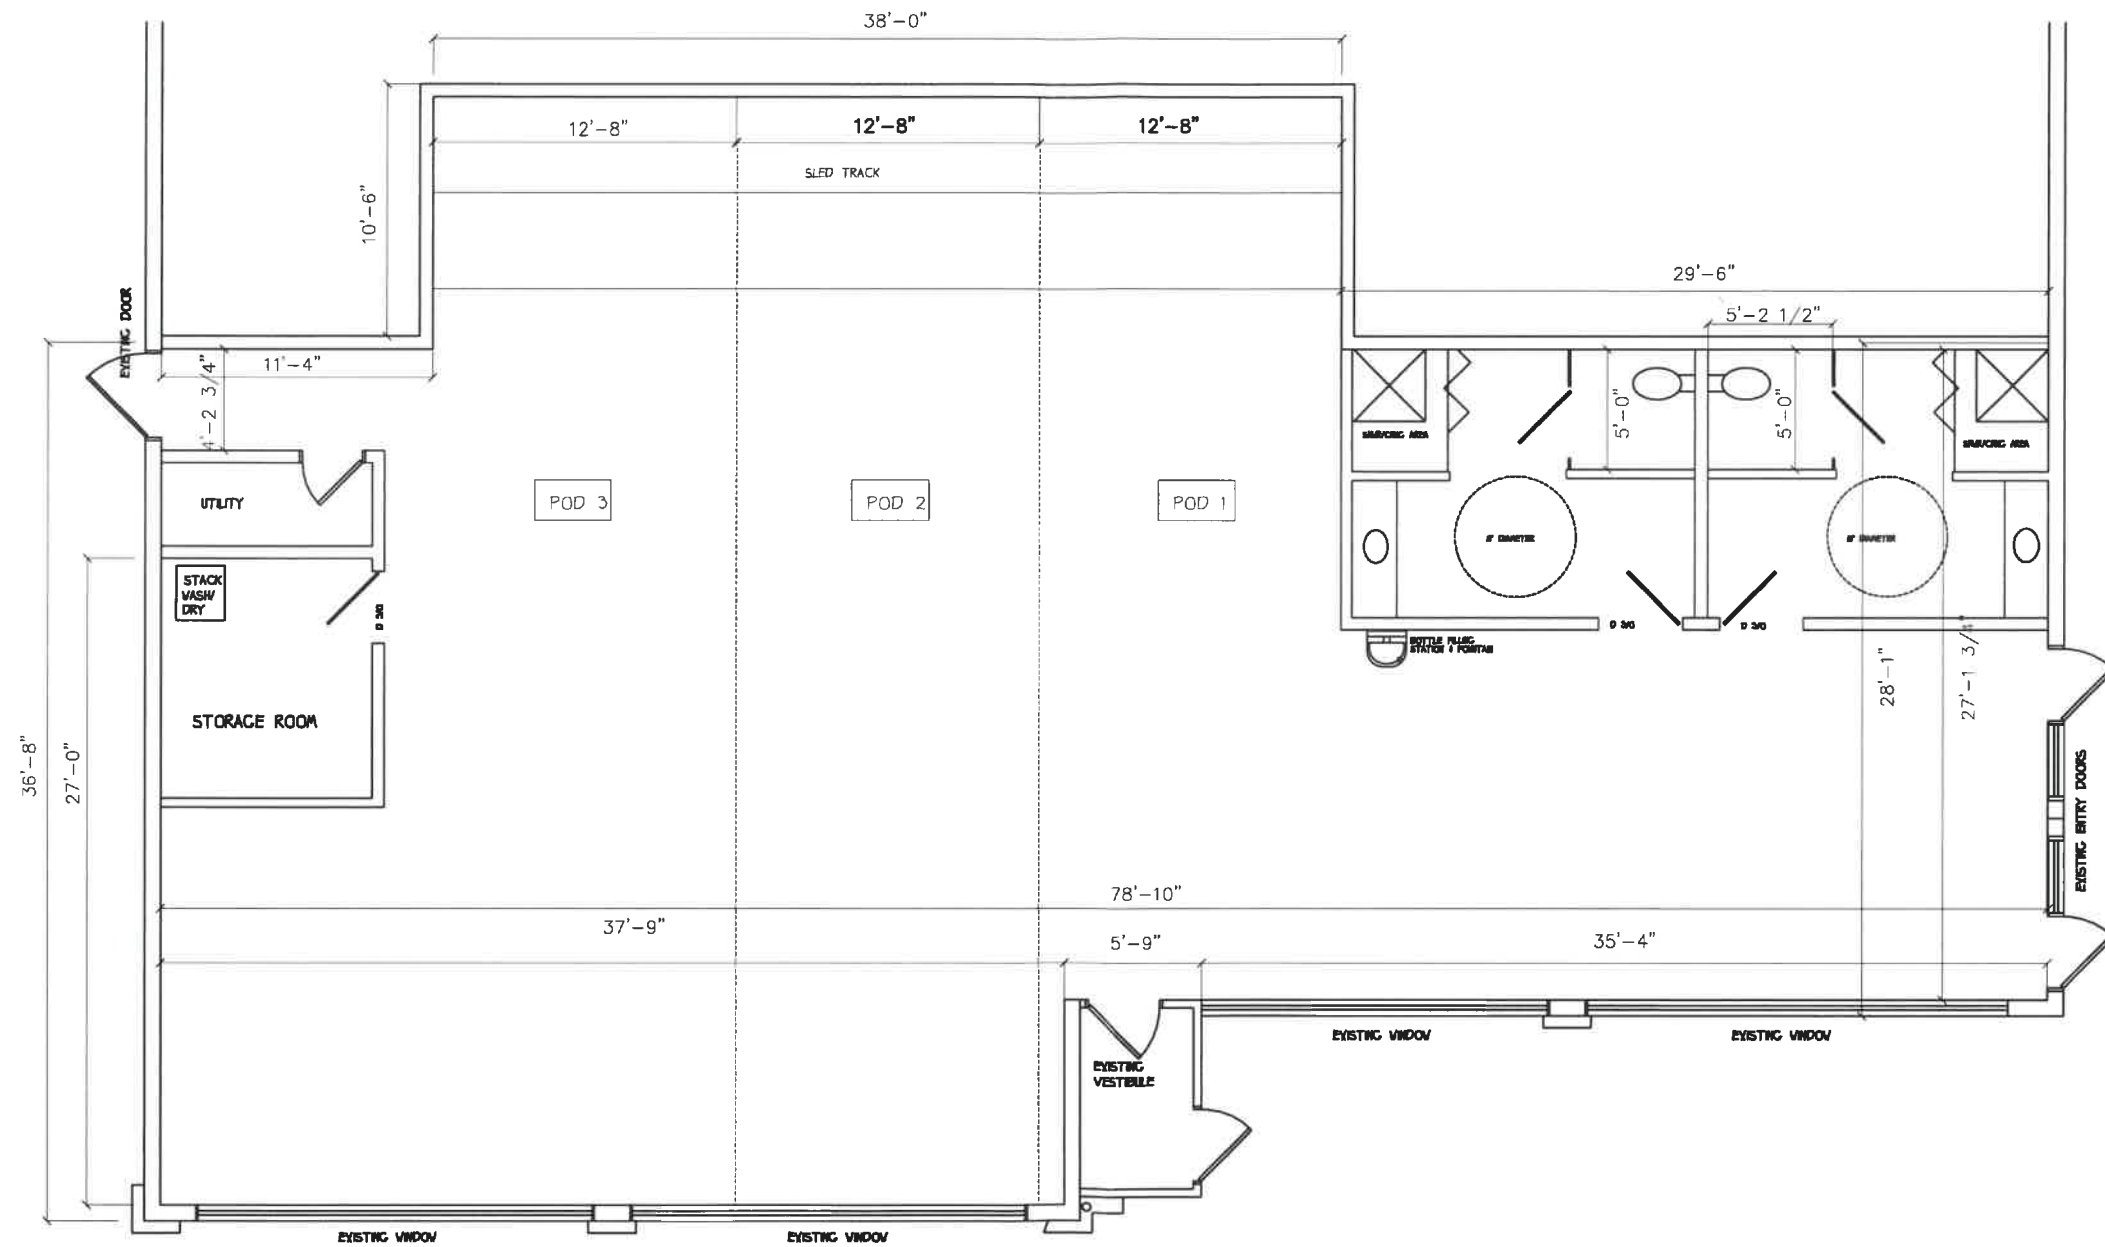 38'-0"
12'-8"
12'-8"
12'-8"
SLED TRACK
10'-6"
29'-6"
5'-2 1/2"
EXISTING DOOR
11'-4"
4'-2 3/4"
5'-0"
5'-0"
UTILITY
POD 3
POD 2
POD 1
STACK
WASH/
DRY
BOTTLE FILLING
STORAGE ROOM
28'-1"
27'-1 3/4"
36'-8"
27'-0"
EXISTING ENTRY DOORS
78'-10"
37'-9"
5'-9"
35'-4"
EXISTING WINDOW
EXISTING WINDOW
EXISTING
VESTIBULE
EXISTING WINDOW
EXISTING WINDOW